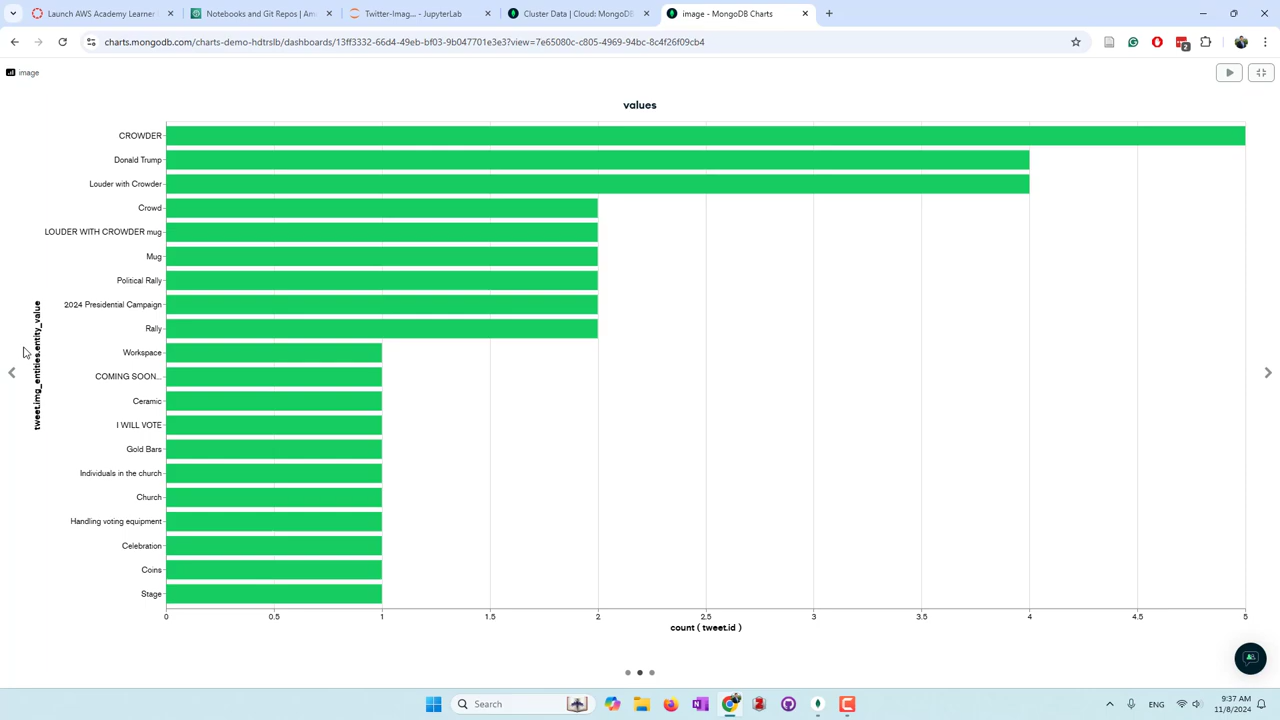 Launch AWS Academy Learner
Notebooks and Git Repos | Am
Twitter-Imag... - JupyterLab
Cluster Data | Cloud: MongoDB
image - MongoDB Charts
charts.mongodb.com/charts-demo-hdtrslb/dashboards/13ff3332-66d4-49eb-bf03-9b047701e3e3?view=7e65080c-c805-4969-94bc-8c4f26f09cb4
2
image
values
CROWDER
Donald Trump
Louder with Crowder
Crowd
LOUDER WITH CROWDER mug
Mug
Political Rally
2024 Presidential Campaign
Rally
Workspace
COMING SOON...
Ceramic
I WILL VOTE
Gold Bars
Individuals in the church
Church
Handling voting equipment
Celebration
Coins
Stage
tweet.img_entities.entity_value
0 0.5 1 1.5 2 2.5 3 3.5 4 4.5 5
count ( tweet.id )
Search
ENG
9:37 AM
11/8/2024